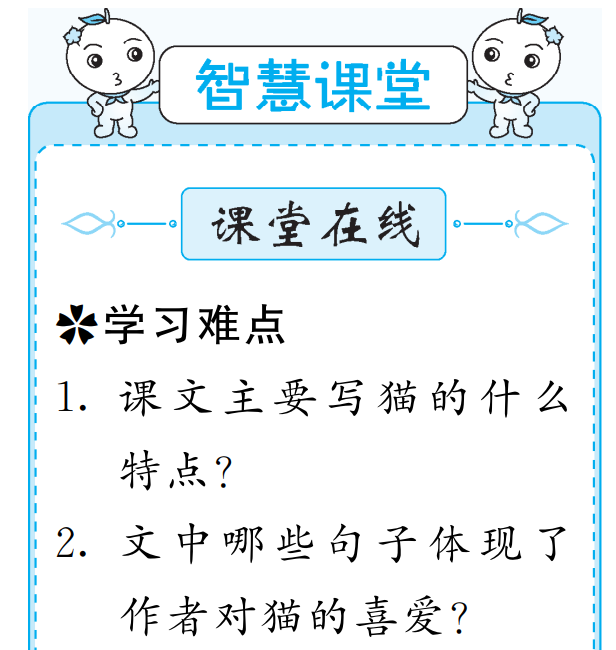 智慧课堂
课堂在线
学习难点
1. 课文主要写猫的什么
特点?
2. 文中哪些句子体现了
作者对猫的喜爱?